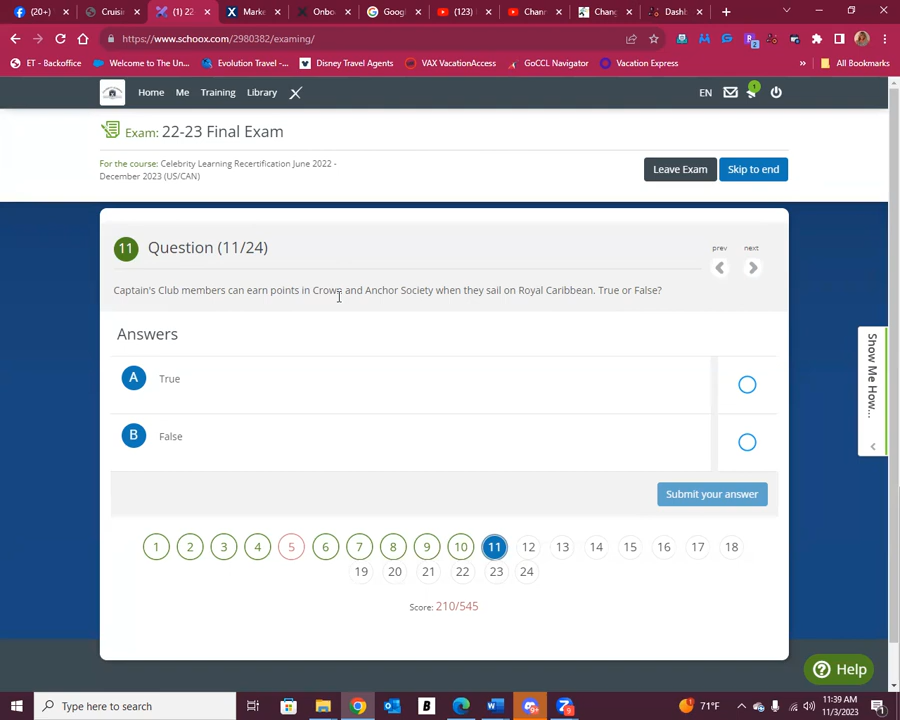 (20+)
Cruisin
(1) 22
Marke
Onbo
Googl
(123)
Chann
Chang
Dashb
https://www.schoox.com/2980382/examing/
ET - Backoffice
Welcome to The Un...
Evolution Travel -...
Disney Travel Agents
VAX VacationAccess
GoCCL Navigator
Vacation Express
»
All Bookmarks
Home Me Training Library
EN
1
Exam: 22-23 Final Exam
For the course: Celebrity Learning Recertification June 2022 -
December 2023 (US/CAN)
Leave Exam Skip to end
11 Question (11/24)
prev next
Captain's Club members can earn points in Crown and Anchor Society when they sail on Royal Caribbean. True or False?
Answers
A True
B False
Submit your answer
1 2 3 4 5 6 7 8 9 10 11 12 13 14 15 16 17 18
19 20 21 22 23 24
Score: 210/545
Show Me How...
Help
Type here to search
71°F
11:39 AM
11/3/2023